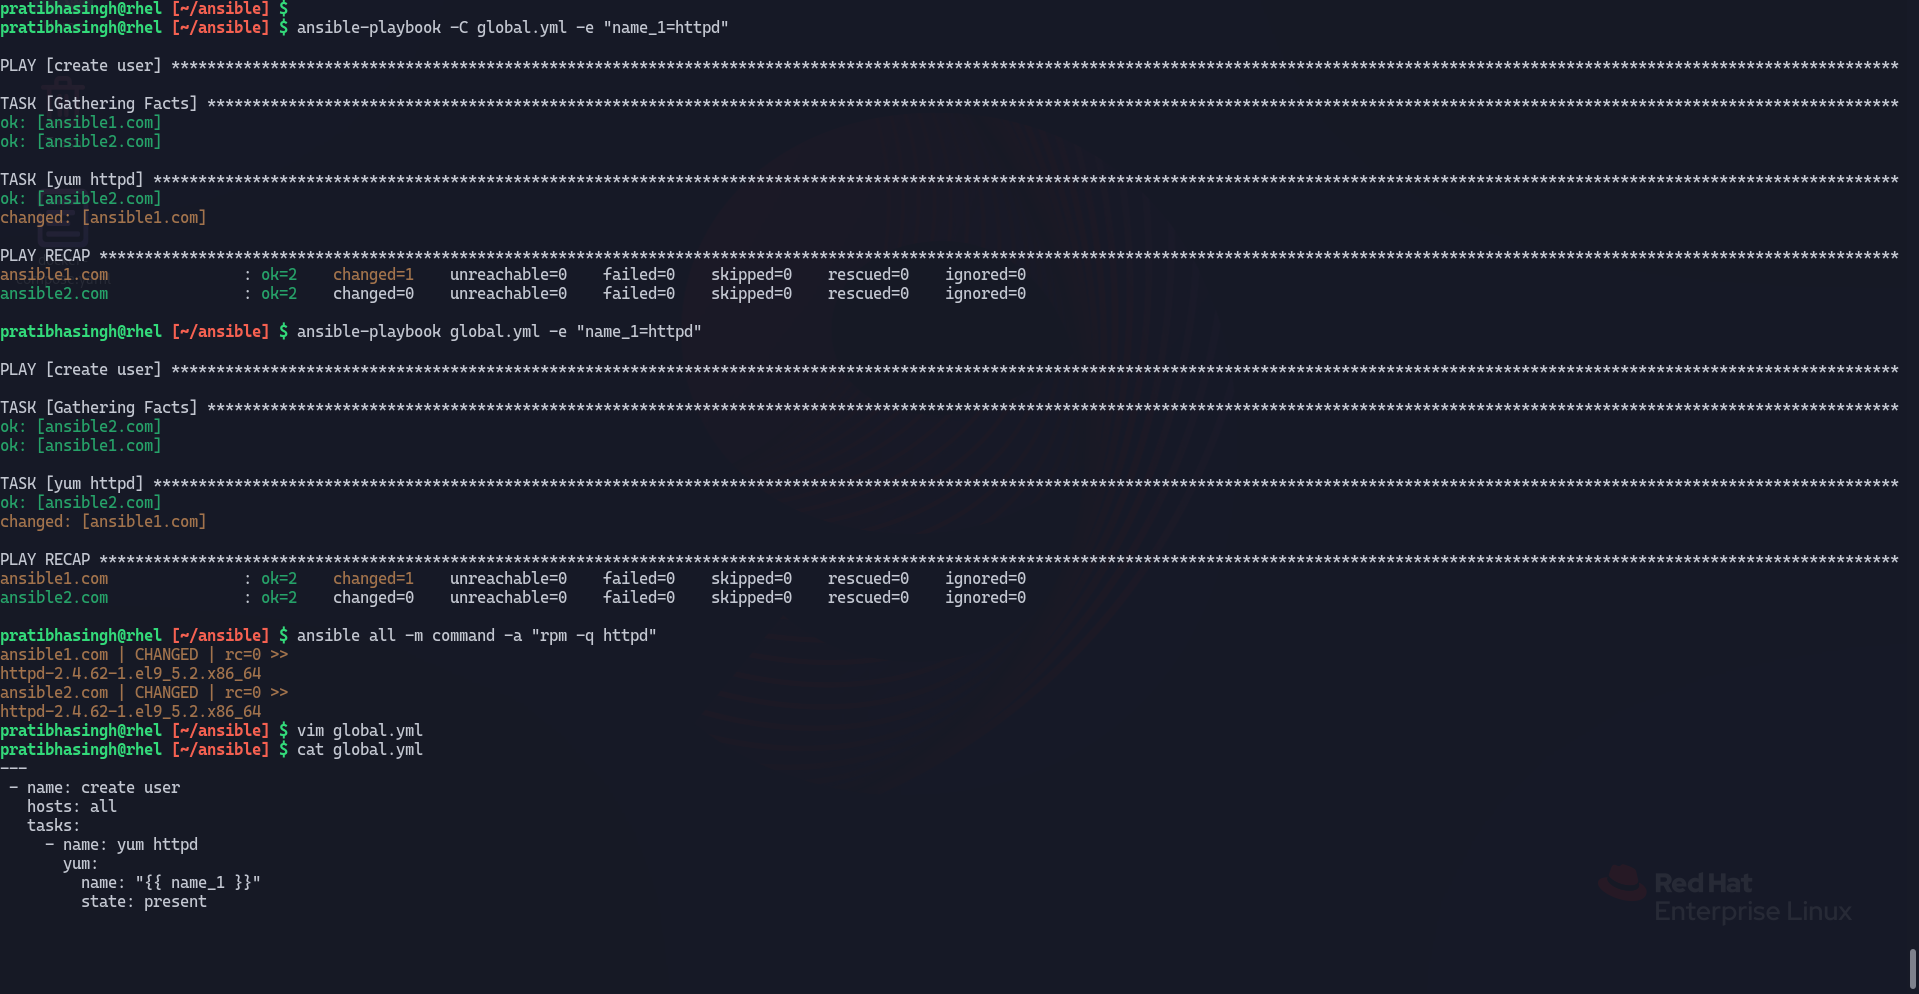 pratibhasingh@rhel [~/ansible] $
pratibhasingh@rhel [~/ansible] $ ansible-playbook -C global.yml -e "name_1=httpd"

PLAY [create user] ****************************************************************************************************************************************************************************************************

TASK [Gathering Facts] ************************************************************************************************************************************************************************************************
ok: [ansible1.com]
ok: [ansible2.com]

TASK [yum httpd] ******************************************************************************************************************************************************************************************************
ok: [ansible2.com]
changed: [ansible1.com]

PLAY RECAP ************************************************************************************************************************************************************************************************************
ansible1.com               : ok=2    changed=1    unreachable=0    failed=0    skipped=0    rescued=0    ignored=0
ansible2.com               : ok=2    changed=0    unreachable=0    failed=0    skipped=0    rescued=0    ignored=0

pratibhasingh@rhel [~/ansible] $ ansible-playbook global.yml -e "name_1=httpd"

PLAY [create user] ****************************************************************************************************************************************************************************************************

TASK [Gathering Facts] ************************************************************************************************************************************************************************************************
ok: [ansible2.com]
ok: [ansible1.com]

TASK [yum httpd] ******************************************************************************************************************************************************************************************************
ok: [ansible2.com]
changed: [ansible1.com]

PLAY RECAP ************************************************************************************************************************************************************************************************************
ansible1.com               : ok=2    changed=1    unreachable=0    failed=0    skipped=0    rescued=0    ignored=0
ansible2.com               : ok=2    changed=0    unreachable=0    failed=0    skipped=0    rescued=0    ignored=0

pratibhasingh@rhel [~/ansible] $ ansible all -m command -a "rpm -q httpd"
ansible1.com | CHANGED | rc=0 >>
httpd-2.4.62-1.el9_5.2.x86_64
ansible2.com | CHANGED | rc=0 >>
httpd-2.4.62-1.el9_5.2.x86_64
pratibhasingh@rhel [~/ansible] $ vim global.yml
pratibhasingh@rhel [~/ansible] $ cat global.yml
---
 - name: create user
   hosts: all
   tasks:
     - name: yum httpd
       yum:
         name: "{{ name_1 }}"
         state: present
Red Hat
Enterprise Linux